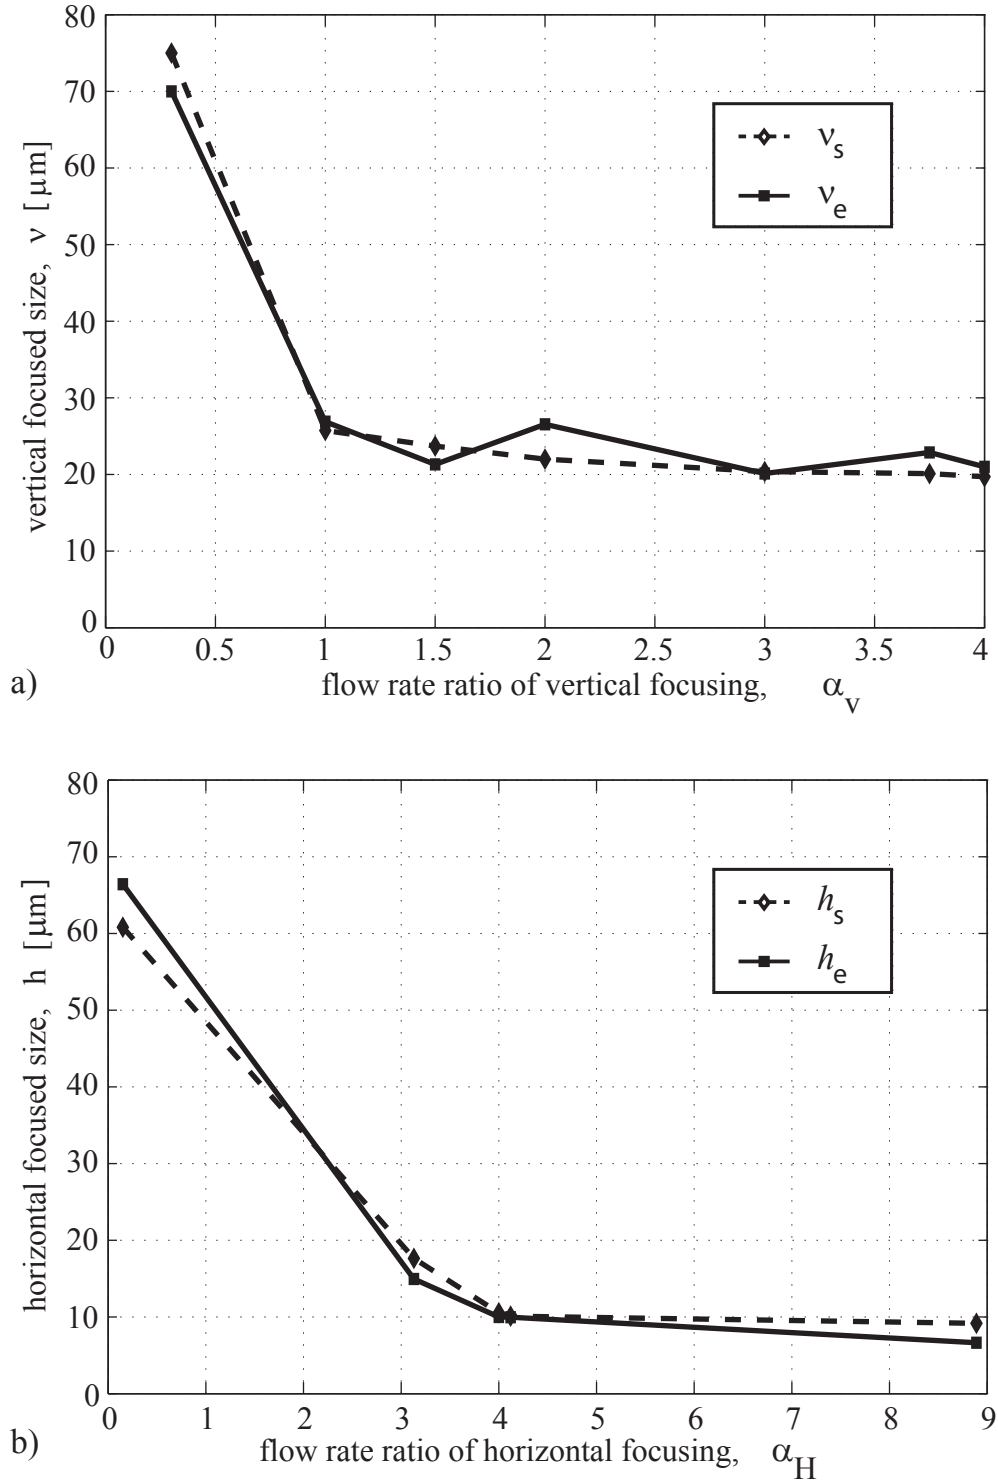 80
70
60
50
40
30
20
10
0
vertical focused size, ν [µm]
ν_s
ν_e
0 0.5 1 1.5 2 2.5 3 3.5 4
a)
flow rate ratio of vertical focusing, α_v
80
70
60
50
40
30
20
10
0
horizontal focused size, h [µm]
h_s
h_e
0 1 2 3 4 5 6 7 8 9
b)
flow rate ratio of horizontal focusing, α_H